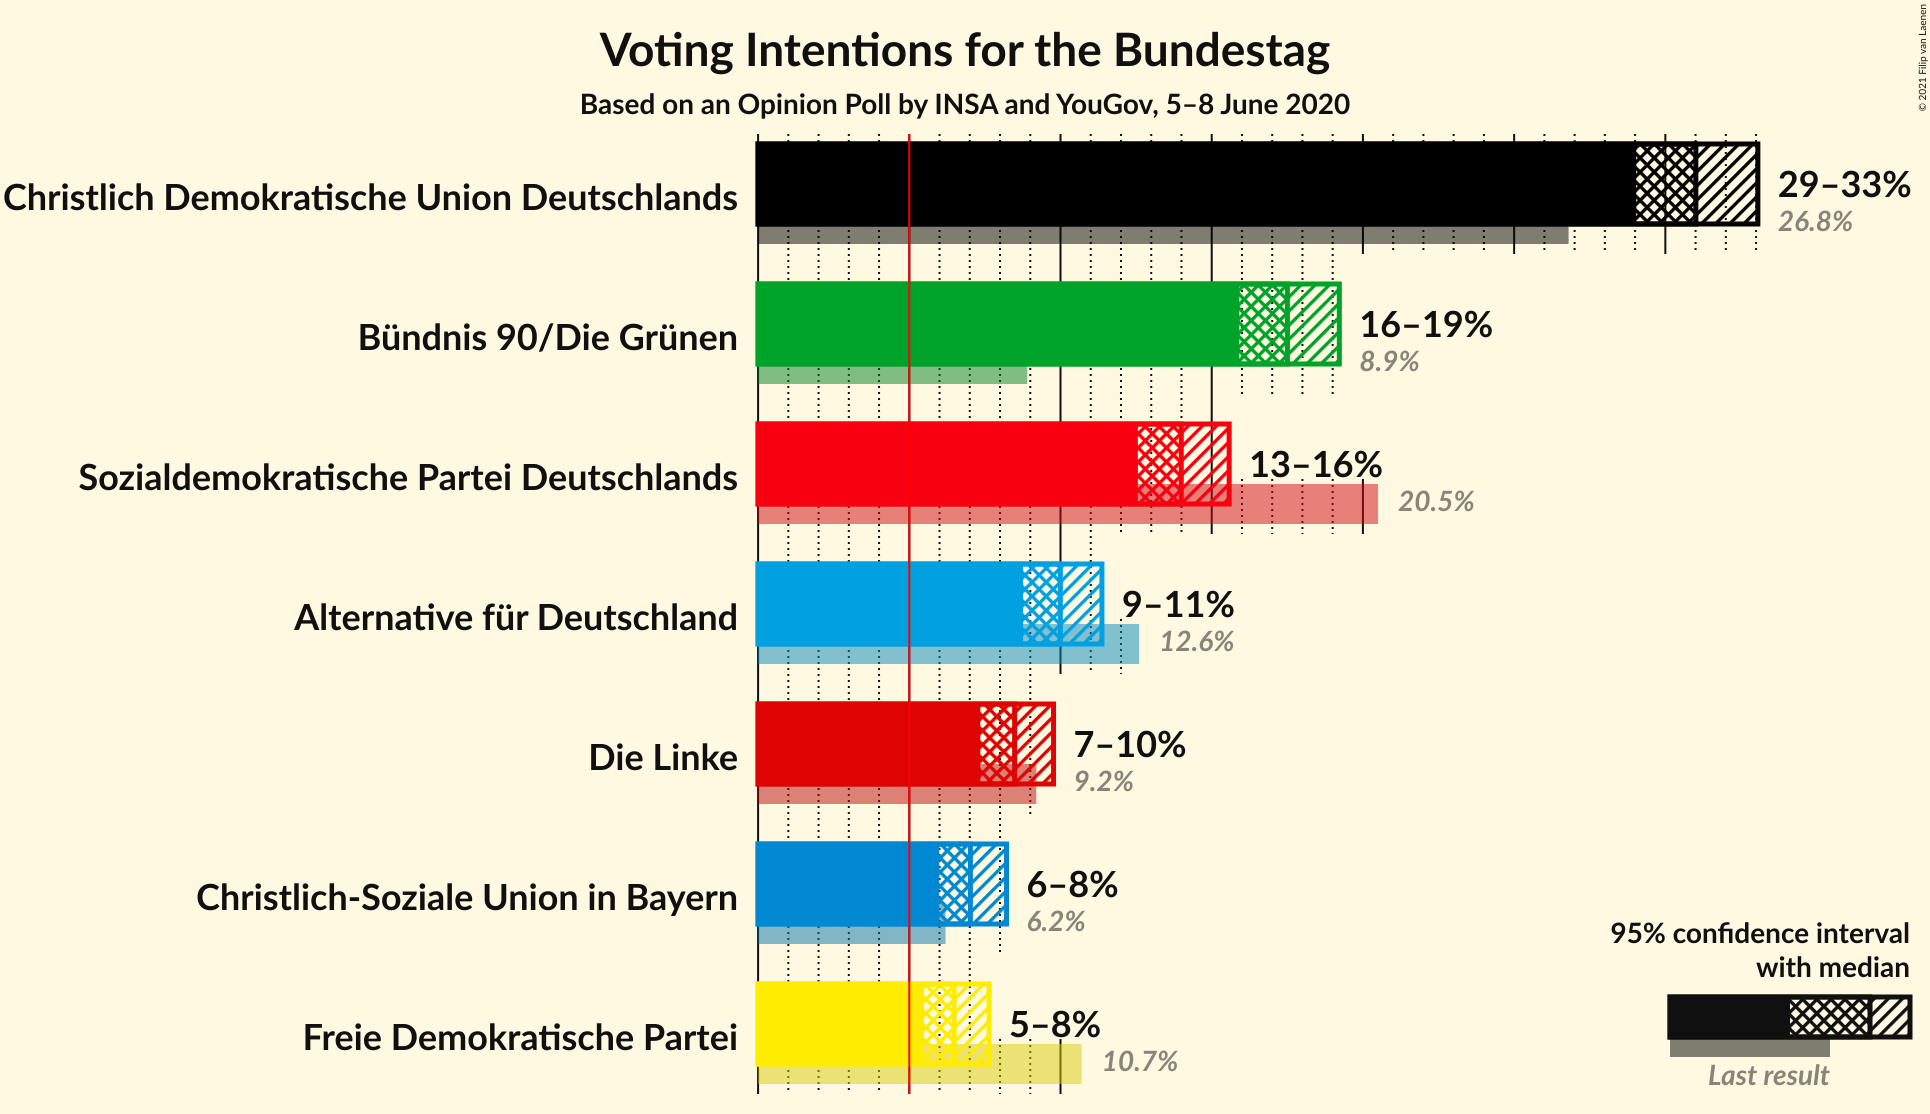 Voting Intentions for the Bundestag
Based on an Opinion Poll by INSA and YouGov, 5–8 June 2020
© 2021 Filip van Laenen
Christlich Demokratische Union Deutschlands
29–33%
26.8%
Bündnis 90/Die Grünen
16–19%
8.9%
Sozialdemokratische Partei Deutschlands
13–16%
20.5%
Alternative für Deutschland
9–11%
12.6%
Die Linke
7–10%
9.2%
Christlich-Soziale Union in Bayern
6–8%
6.2%
Freie Demokratische Partei
5–8%
10.7%
95% confidence interval
with median
Last result